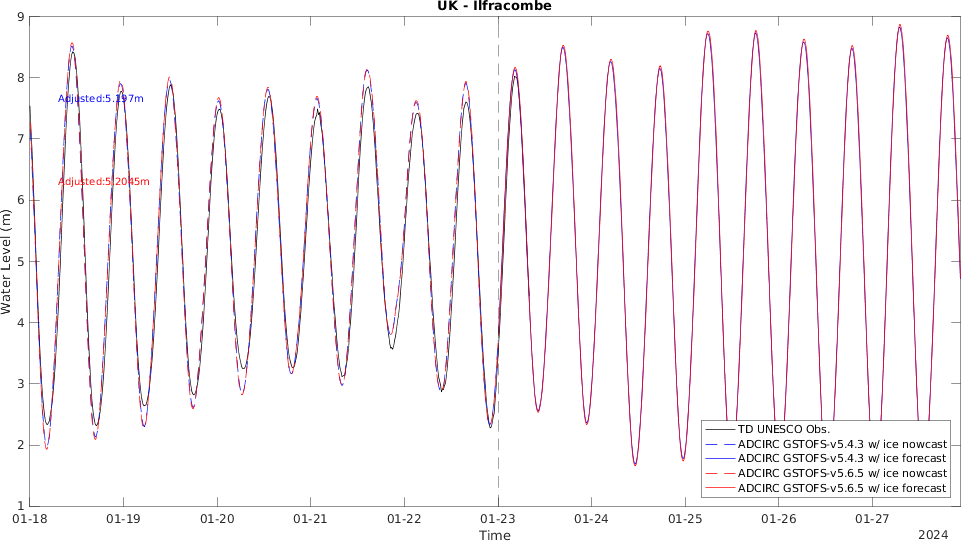 UK - Ilfracombe
9
8
7
6
5
4
3
2
1
Water Level (m)
Adjusted:5.197m
Adjusted:5.2045m
TD UNESCO Obs.
ADCIRC GSTOFS-v5.4.3 w/ ice nowcast
ADCIRC GSTOFS-v5.4.3 w/ ice forecast
ADCIRC GSTOFS-v5.6.5 w/ ice nowcast
ADCIRC GSTOFS-v5.6.5 w/ ice forecast
01-18 01-19 01-20 01-21 01-22 01-23 01-24 01-25 01-26 01-27
Time
2024